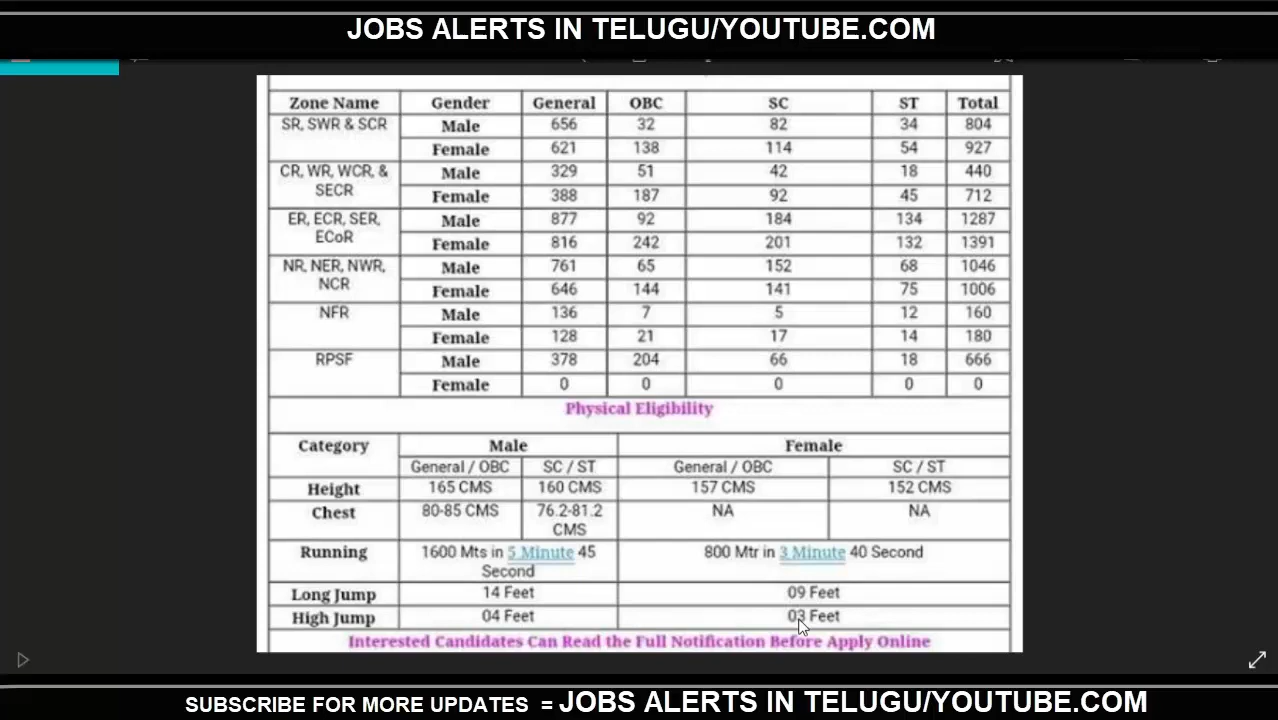 JOBS ALERTS IN TELUGU/YOUTUBE.COM
Zone Name Gender General OBC SC ST Total
SR, SWR & SCR Male 656 32 82 34 804
Female 621 138 114 54 927
CR, WR, WCR, & Male 329 51 42 18 440
SECR Female 388 187 92 45 712
ER, ECR, SER, Male 877 92 184 134 1287
ECoR Female 816 242 201 132 1391
NR, NER, NWR, Male 761 65 152 68 1046
NCR Female 646 144 141 75 1006
NFR Male 136 7 5 12 160
Female 128 21 17 14 180
RPSF Male 378 204 66 18 666
Female 0 0 0 0 0
Physical Eligibility
Category Male Female
General / OBC SC / ST General / OBC SC / ST
Height 165 CMS 160 CMS 157 CMS 152 CMS
Chest 80-85 CMS 76.2-81.2 NA NA
CMS
Running 1600 Mts in 5 Minute 45 800 Mtr in 3 Minute 40 Second
Second
Long Jump 14 Feet 09 Feet
High Jump 04 Feet 03 Feet
Interested Candidates Can Read the Full Notification Before Apply Online
SUBSCRIBE FOR MORE UPDATES = JOBS ALERTS IN TELUGU/YOUTUBE.COM